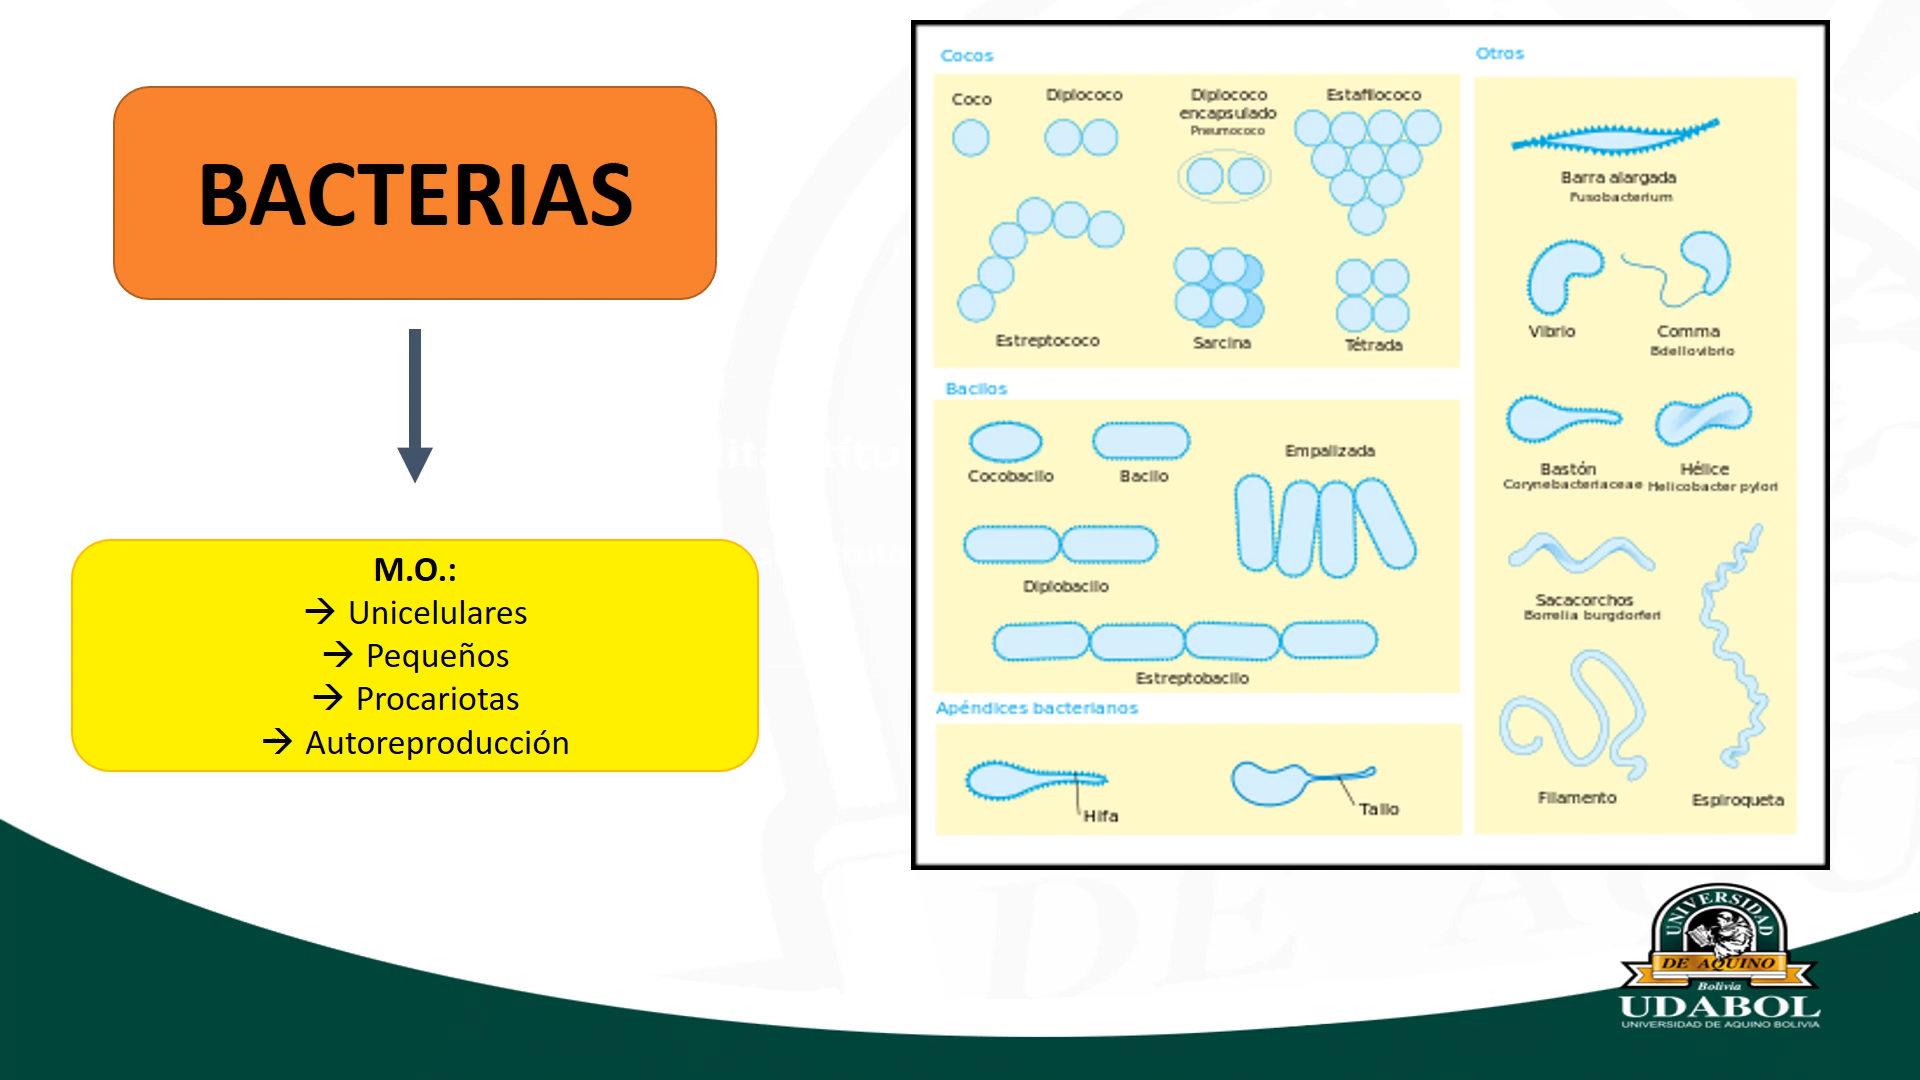 BACTERIAS
M.O.:
→ Unicelulares
→ Pequeños
→ Procariotas
→ Autoreproducción
Cocos
Coco
Diplococo
Diplococo
encapsulado
Pneumococo
Estafilococo
Estreptococo
Sarcina
Tétrada
Bacilos
Cocobacilo
Bacilo
Empalizada
Diplobacilo
Estreptobacilo
Apéndices bacterianos
Hifa
Tallo
Otros
Barra alargada
Fusobacterium
Vibrio
Comma
Bdellovibrio
Bastón
Corynebacteriaceae
Hélice
Helicobacter pylori
Sacacorchos
Borrelia burgdorferi
Filamento
Espiroqueta
UNIVERSIDAD
DE AQUINO
Bolivia
UDABOL
UNIVERSIDAD DE AQUINO BOLIVIA
DE AQU